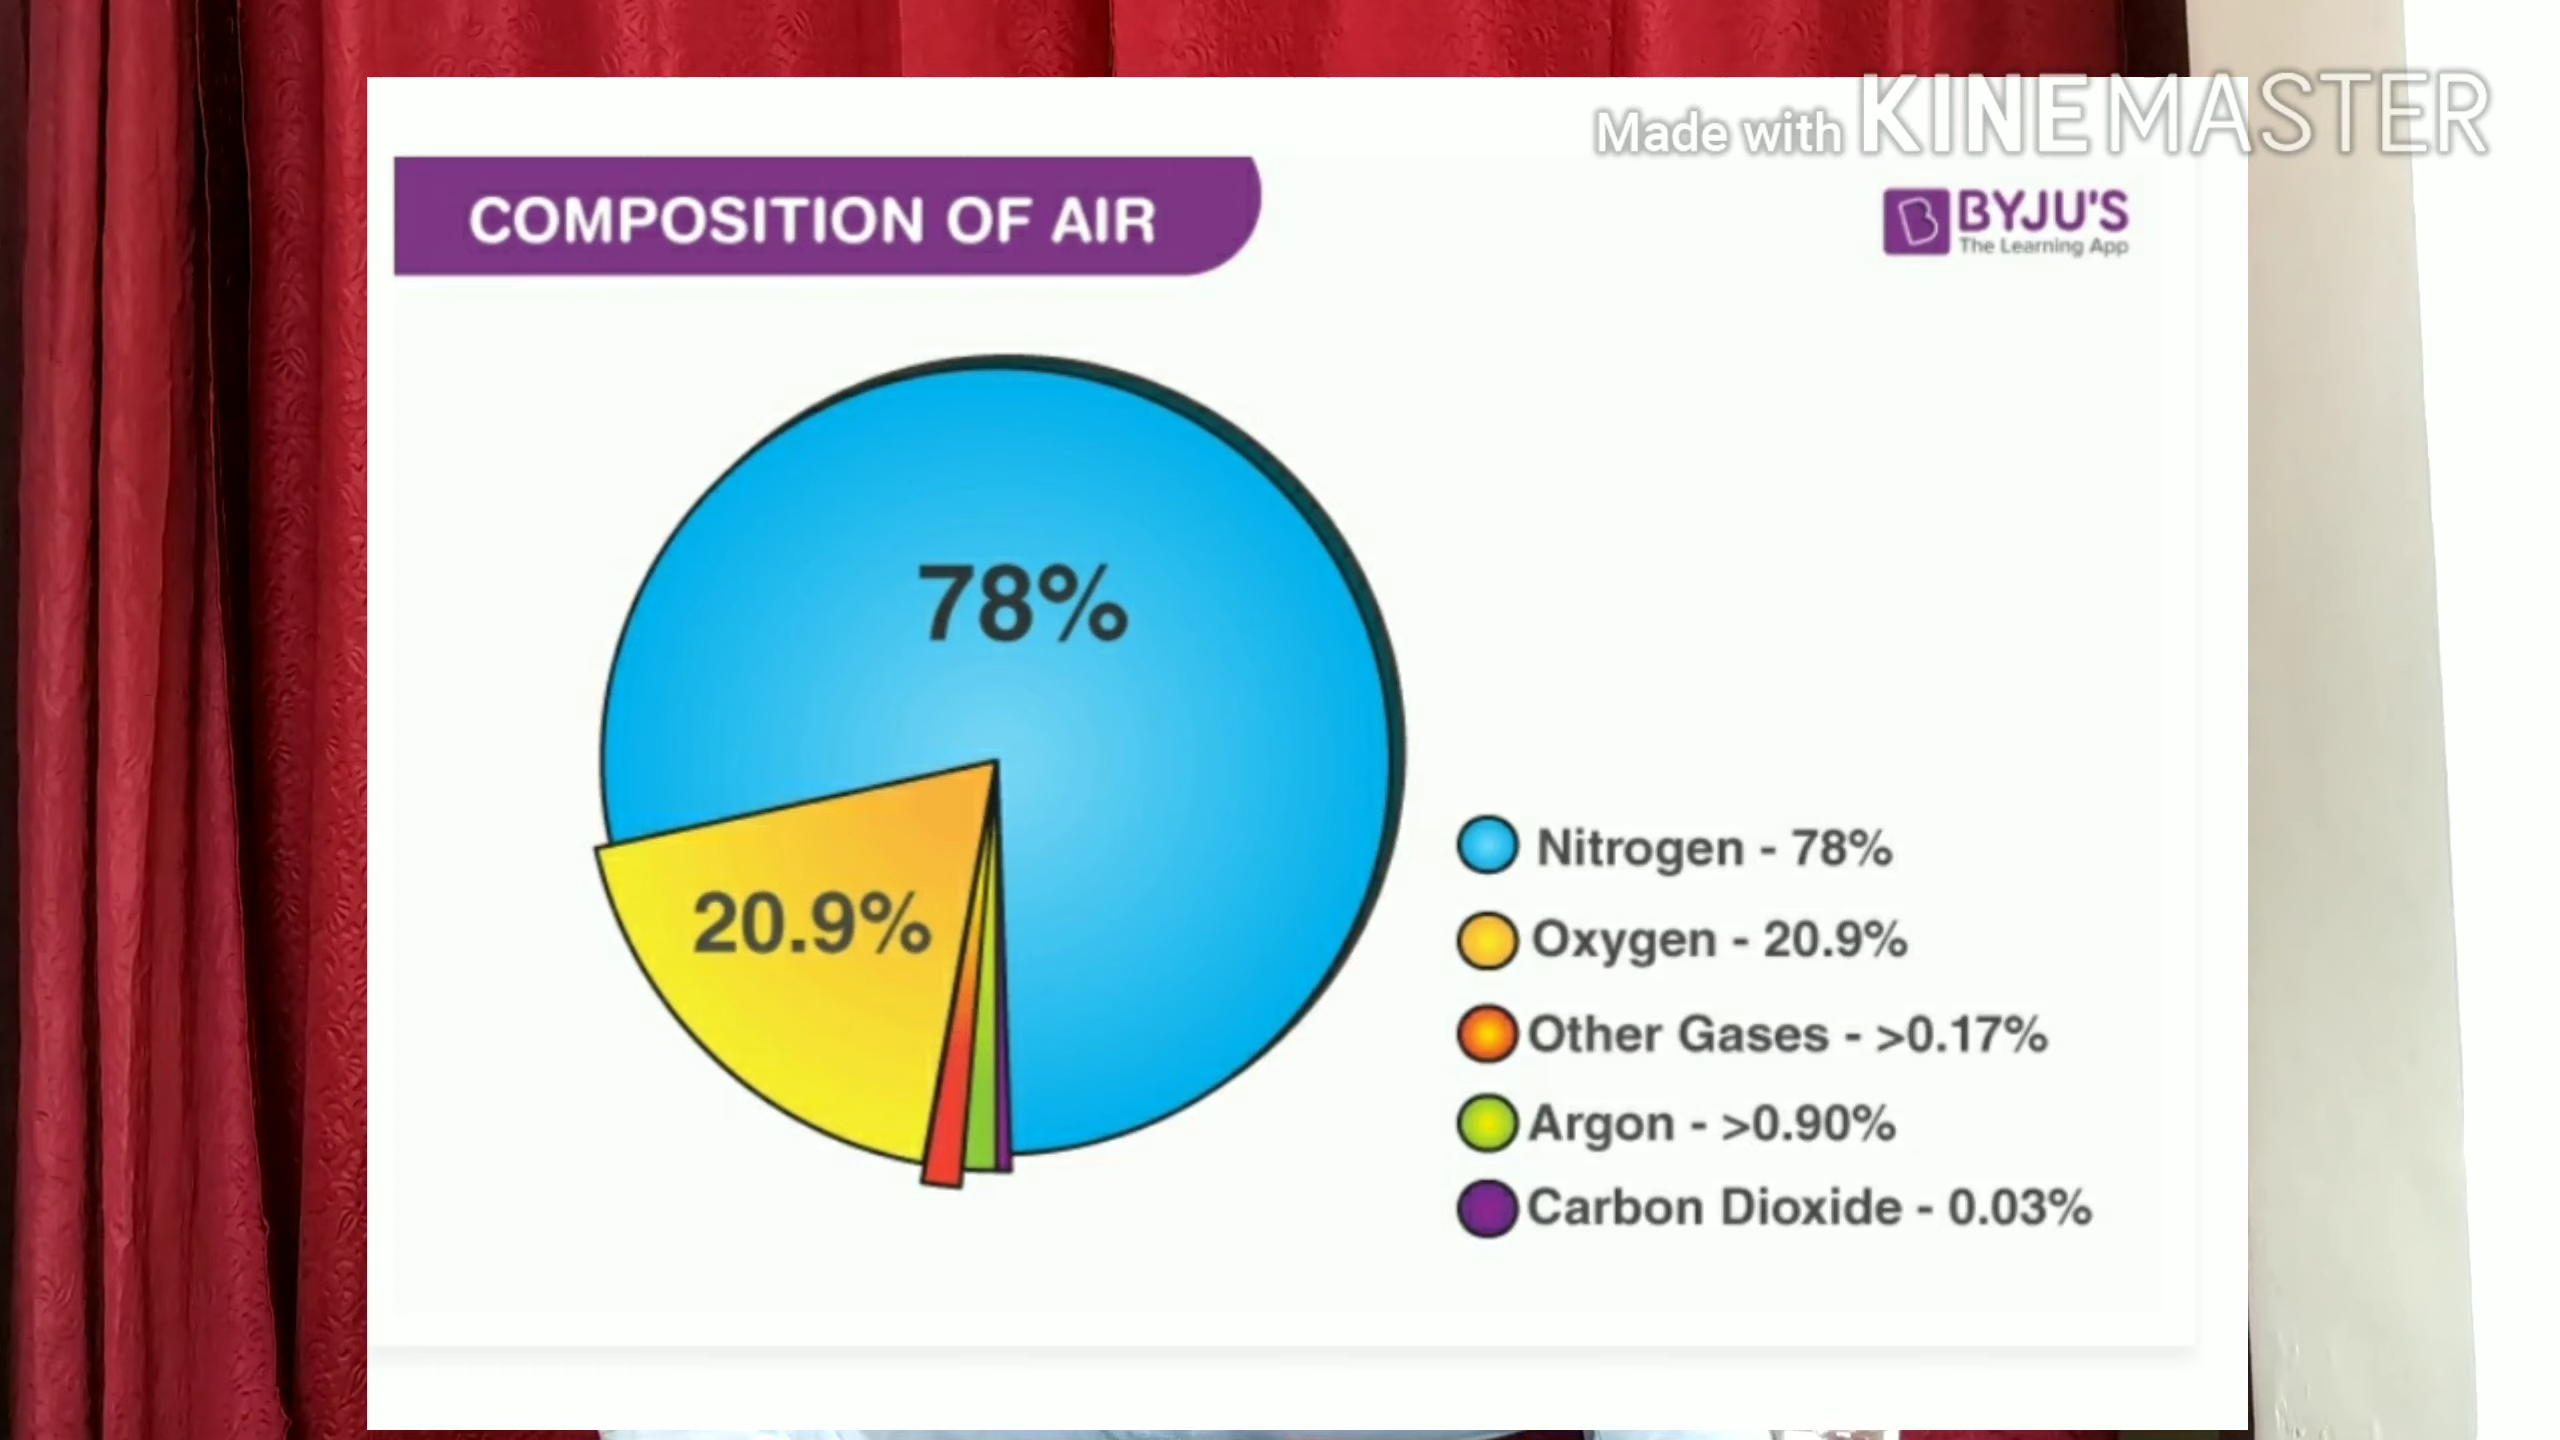 Made with KINEMASTER
COMPOSITION OF AIR
BYJU'S
The Learning App
78%
20.9%
Nitrogen - 78%
Oxygen - 20.9%
Other Gases - >0.17%
Argon - >0.90%
Carbon Dioxide - 0.03%